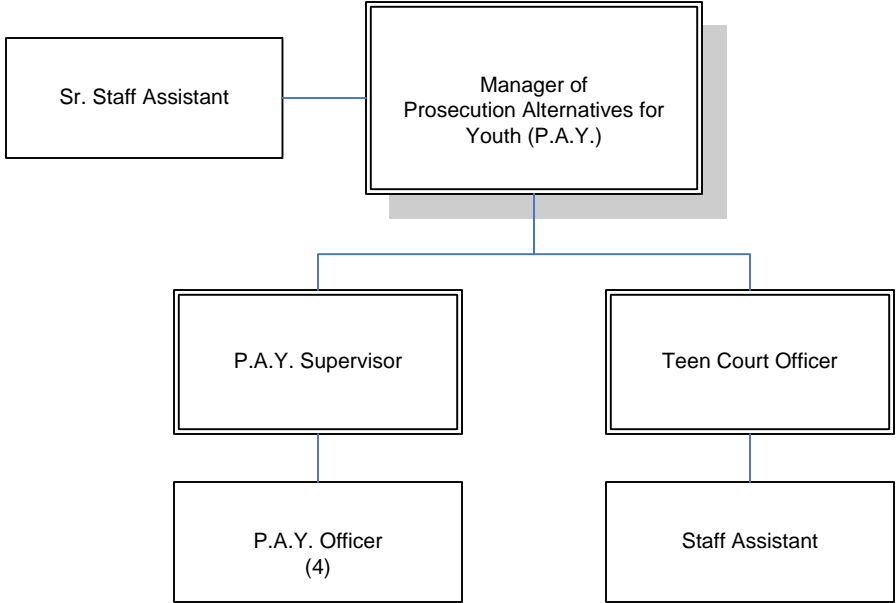 Sr. Staff Assistant
Manager of
Prosecution Alternatives for
Youth (P.A.Y.)
P.A.Y. Supervisor
Teen Court Officer
P.A.Y. Officer
(4)
Staff Assistant